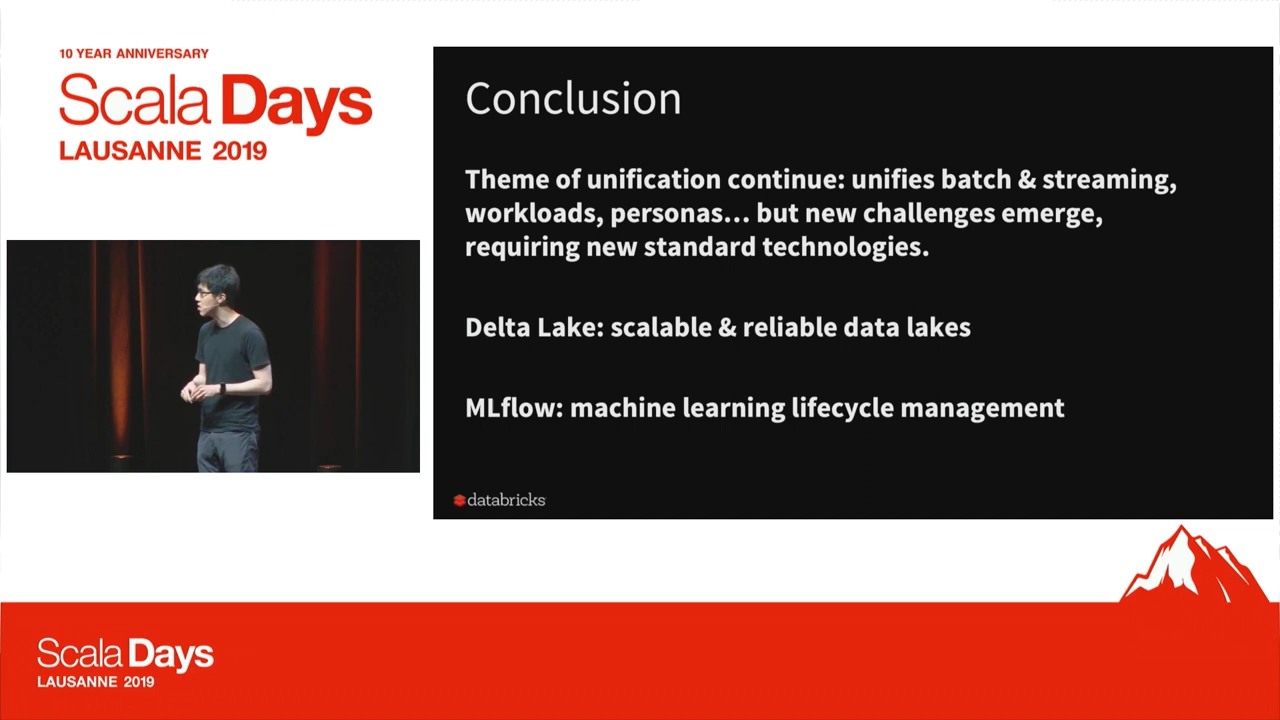 10 YEAR ANNIVERSARY
Scala Days
LAUSANNE 2019
Conclusion
Theme of unification continue: unifies batch & streaming,
workloads, personas... but new challenges emerge,
requiring new standard technologies.
Delta Lake: scalable & reliable data lakes
MLflow: machine learning lifecycle management
databricks
Scala Days
LAUSANNE 2019